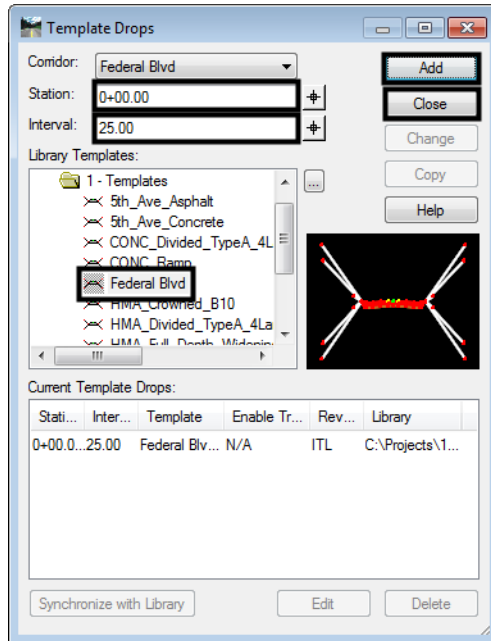 Template Drops
Corridor: Federal Blvd Add
Station: 0+00.00 Close
Interval: 25.00 Change
Library Templates: Copy
1 - Templates ...
5th_Ave_Asphalt Help
5th_Ave_Concrete
CONC_Divided_TypeA_4L
CONC_Ramp
Federal Blvd
HMA_Crowned_B10
HMA_Divided_TypeA_4La
HMA_Full_Depth_Widenin
Current Template Drops:
Stati... Inter... Template Enable Tr... Rev... Library
0+00.0... 25.00 Federal Blv... N/A ITL C:\Projects\1...
Synchronize with Library Edit Delete